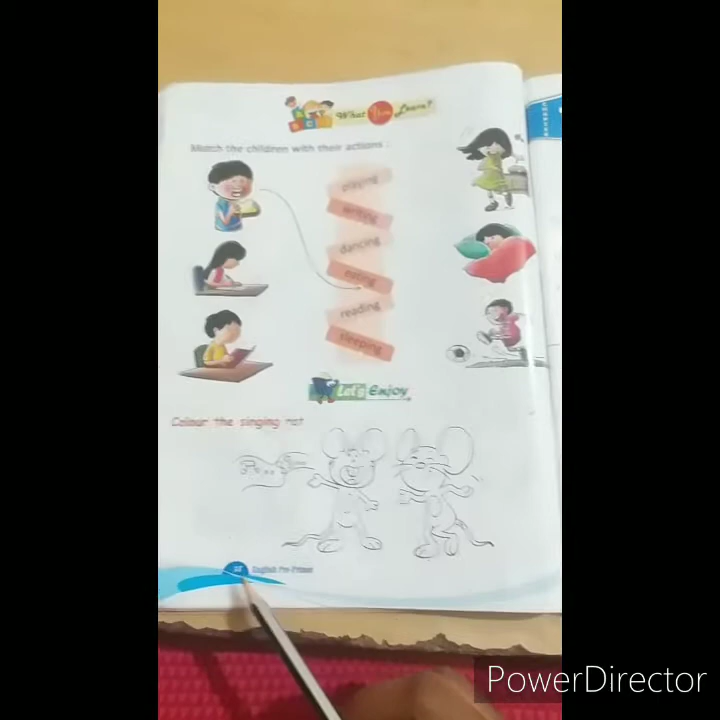 What You Learn?
Match the children with their actions :
playing
writing
dancing
eating
reading
sleeping
Let's Enjoy
Colour the singing rat
English Pre-Primer
PowerDirector